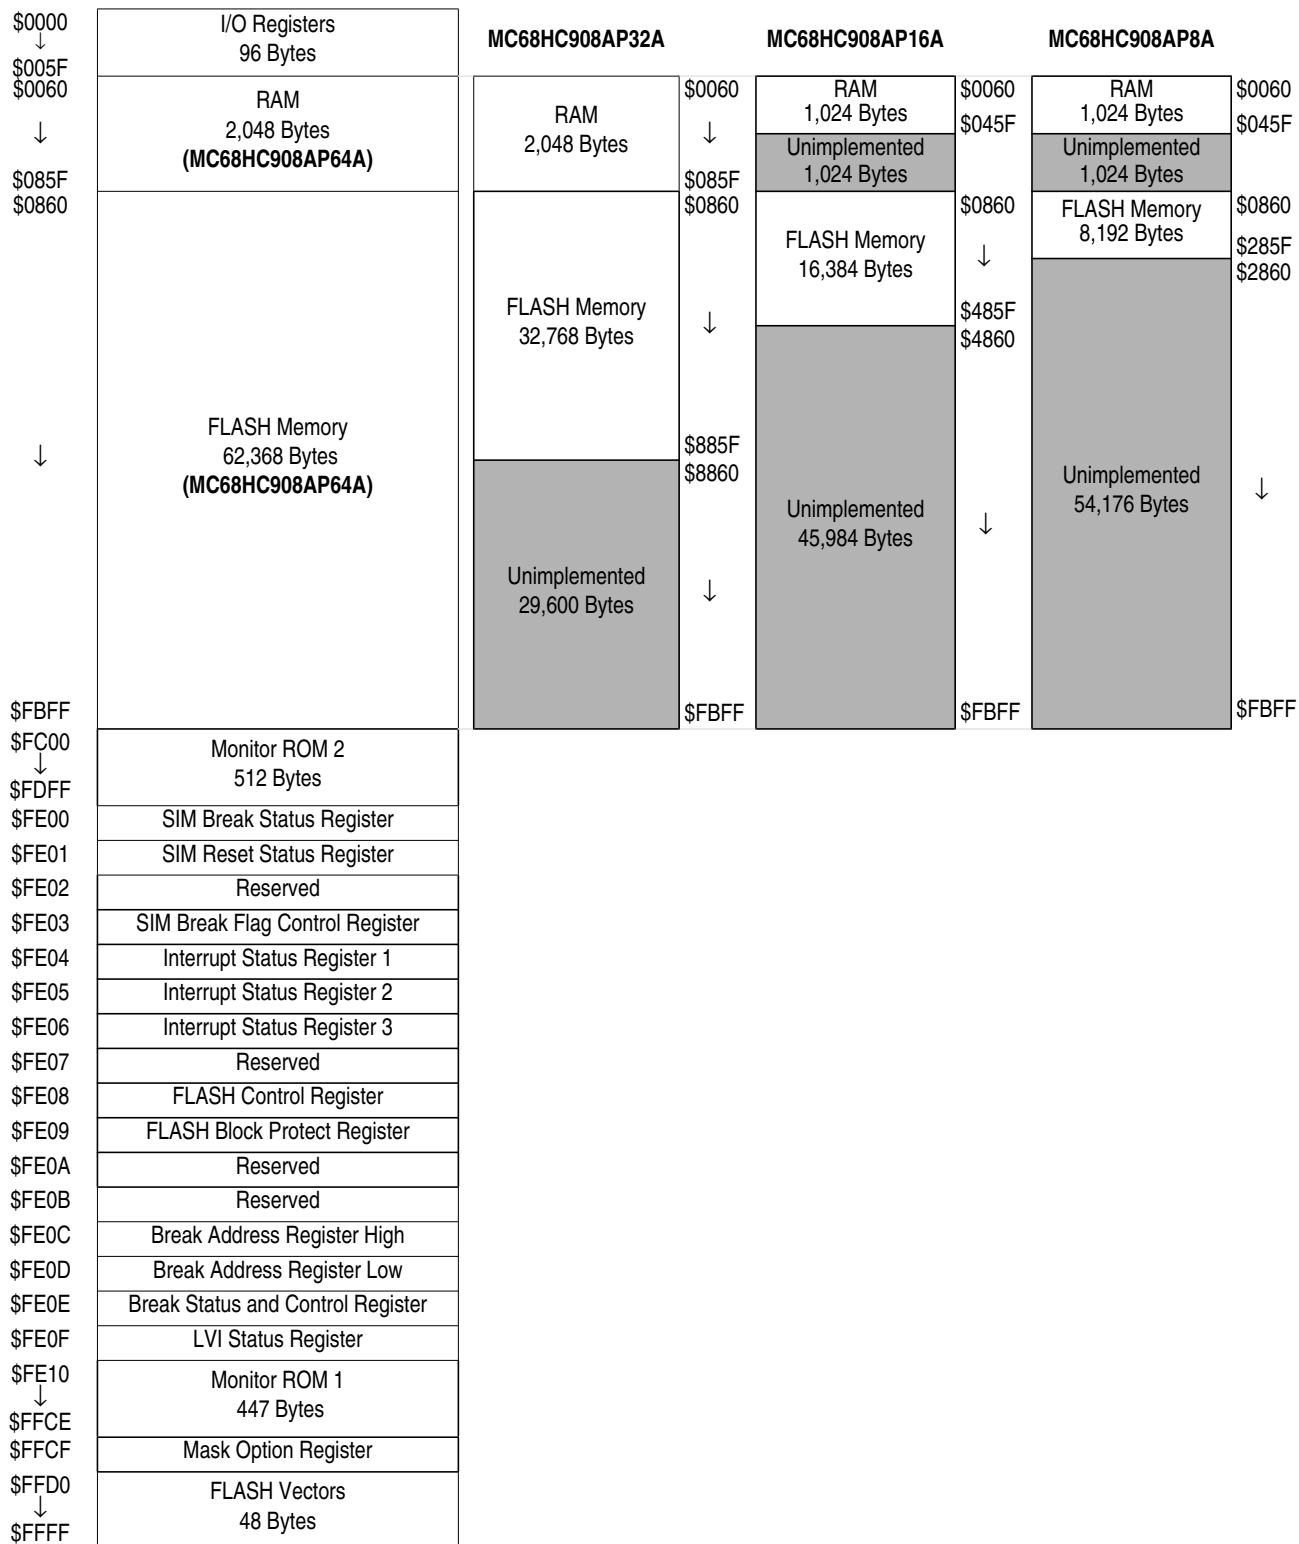 $0000
↓
$005F
I/O Registers
96 Bytes
MC68HC908AP32A
MC68HC908AP16A
MC68HC908AP8A
$0060
↓
$085F
RAM
2,048 Bytes
(MC68HC908AP64A)
RAM
2,048 Bytes
$0060
↓
$085F
RAM
1,024 Bytes
$0060
$045F
Unimplemented
1,024 Bytes
RAM
1,024 Bytes
$0060
$045F
Unimplemented
1,024 Bytes
$0860
↓
$FBFF
FLASH Memory
62,368 Bytes
(MC68HC908AP64A)
FLASH Memory
32,768 Bytes
$0860
↓
$885F
Unimplemented
29,600 Bytes
$8860
↓
$FBFF
FLASH Memory
16,384 Bytes
$0860
↓
$485F
Unimplemented
45,984 Bytes
$4860
↓
$FBFF
FLASH Memory
8,192 Bytes
$0860
$285F
Unimplemented
54,176 Bytes
$2860
↓
$FBFF
$FC00
↓
$FDFF
Monitor ROM 2
512 Bytes
$FE00 SIM Break Status Register
$FE01 SIM Reset Status Register
$FE02 Reserved
$FE03 SIM Break Flag Control Register
$FE04 Interrupt Status Register 1
$FE05 Interrupt Status Register 2
$FE06 Interrupt Status Register 3
$FE07 Reserved
$FE08 FLASH Control Register
$FE09 FLASH Block Protect Register
$FE0A Reserved
$FE0B Reserved
$FE0C Break Address Register High
$FE0D Break Address Register Low
$FE0E Break Status and Control Register
$FE0F LVI Status Register
$FE10
↓
$FFCE
Monitor ROM 1
447 Bytes
$FFCF Mask Option Register
$FFD0
↓
$FFFF
FLASH Vectors
48 Bytes